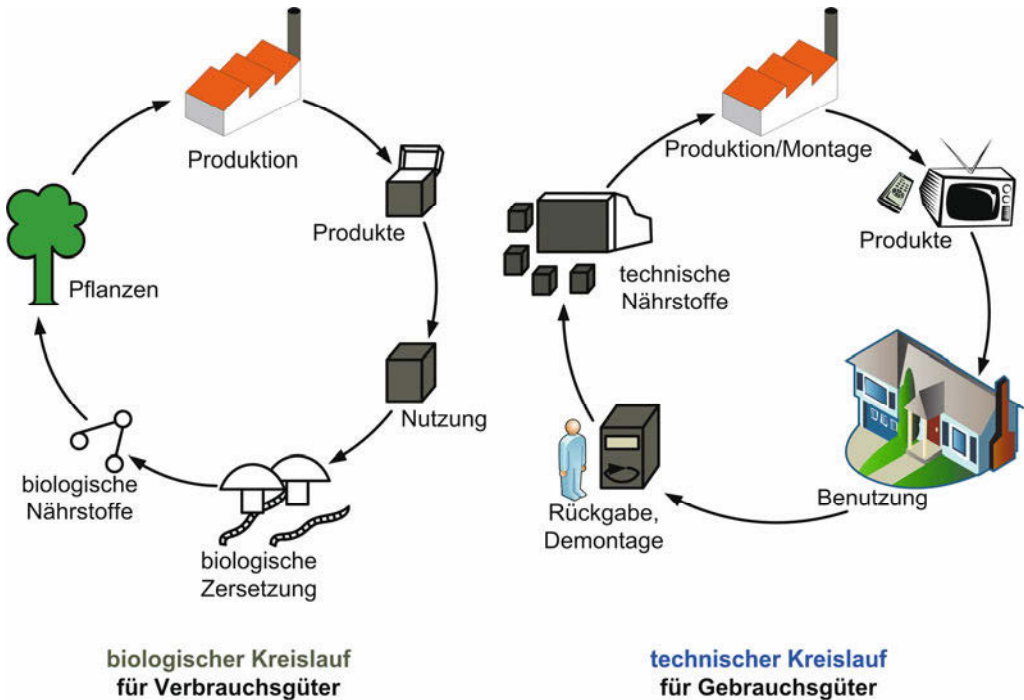 Produktion
Produkte
Nutzung
biologische
Zersetzung
biologische
Nährstoffe
Pflanzen
biologischer Kreislauf
für Verbrauchsgüter
Produktion/Montage
Produkte
Benutzung
Rückgabe,
Demontage
technische
Nährstoffe
technischer Kreislauf
für Gebrauchsgüter